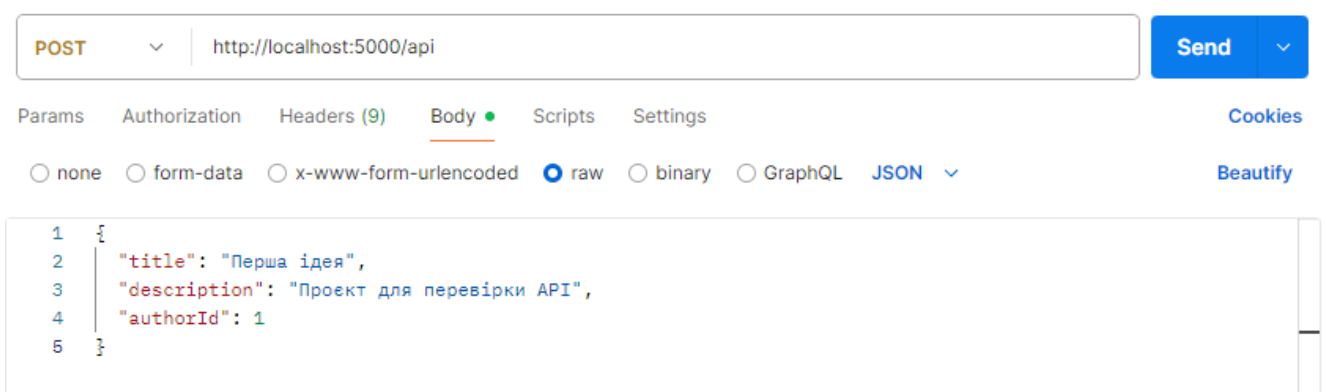 POST http://localhost:5000/api Send
Params Authorization Headers (9) Body Scripts Settings Cookies
none form-data x-www-form-urlencoded raw binary GraphQL JSON Beautify
1 {
2 "title": "Перша ідея",
3 "description": "Проєкт для перевірки API",
4 "authorId": 1
5 }